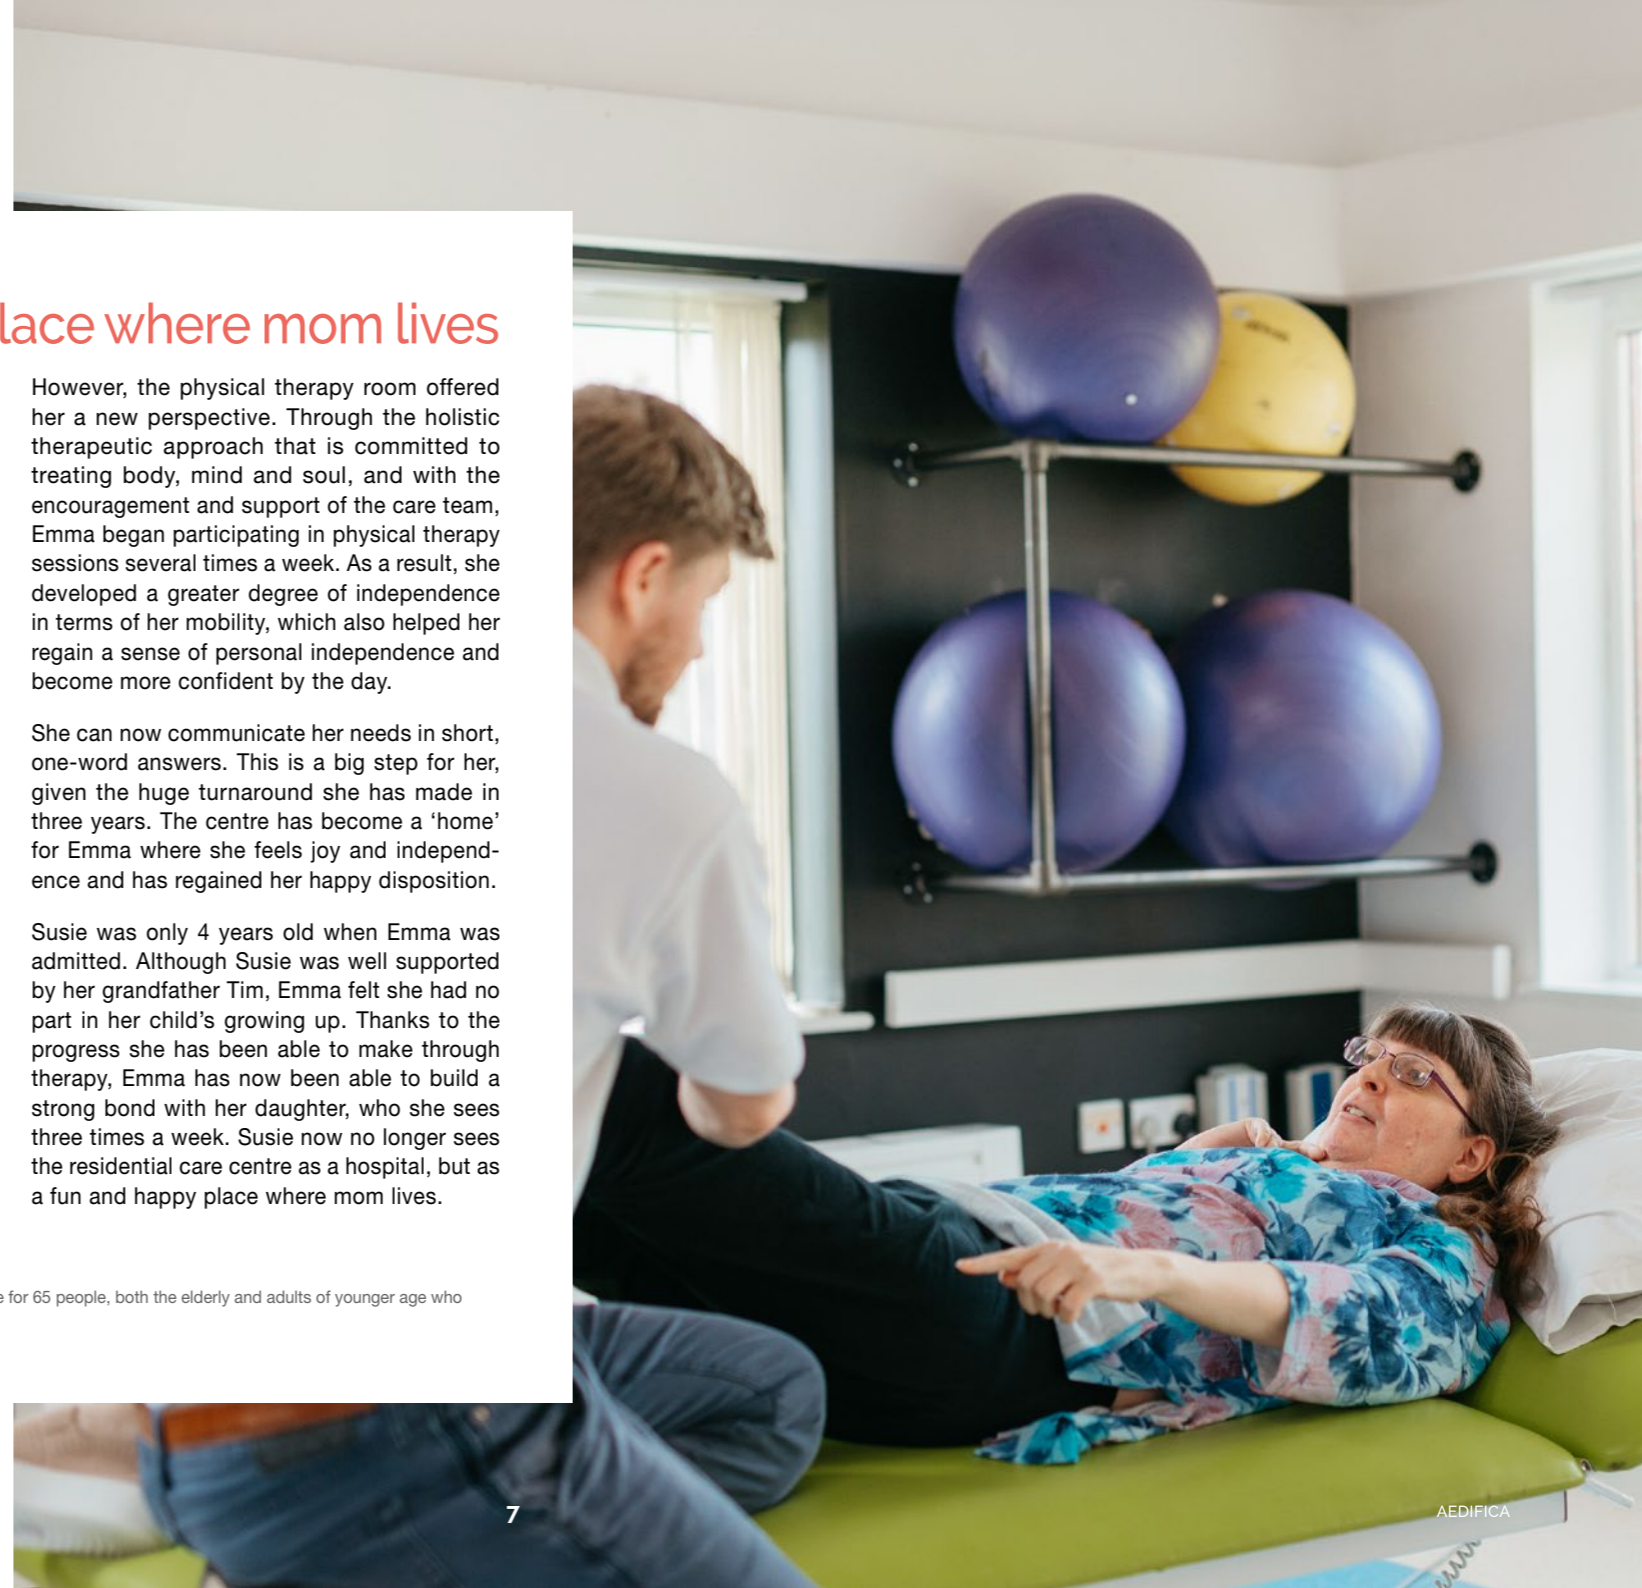 lace where mom lives
However, the physical therapy room offered
her a new perspective. Through the holistic
therapeutic approach that is committed to
treating body, mind and soul, and with the
encouragement and support of the care team,
Emma began participating in physical therapy
sessions several times a week. As a result, she
developed a greater degree of independence
in terms of her mobility, which also helped her
regain a sense of personal independence and
become more confident by the day.
She can now communicate her needs in short,
one-word answers. This is a big step for her,
given the huge turnaround she has made in
three years. The centre has become a ‘home’
for Emma where she feels joy and independ-
ence and has regained her happy disposition.
Susie was only 4 years old when Emma was
admitted. Although Susie was well supported
by her grandfather Tim, Emma felt she had no
part in her child’s growing up. Thanks to the
progress she has been able to make through
therapy, Emma has now been able to build a
strong bond with her daughter, who she sees
three times a week. Susie now no longer sees
the residential care centre as a hospital, but as
a fun and happy place where mom lives.
e for 65 people, both the elderly and adults of younger age who
7
AEDIFICA